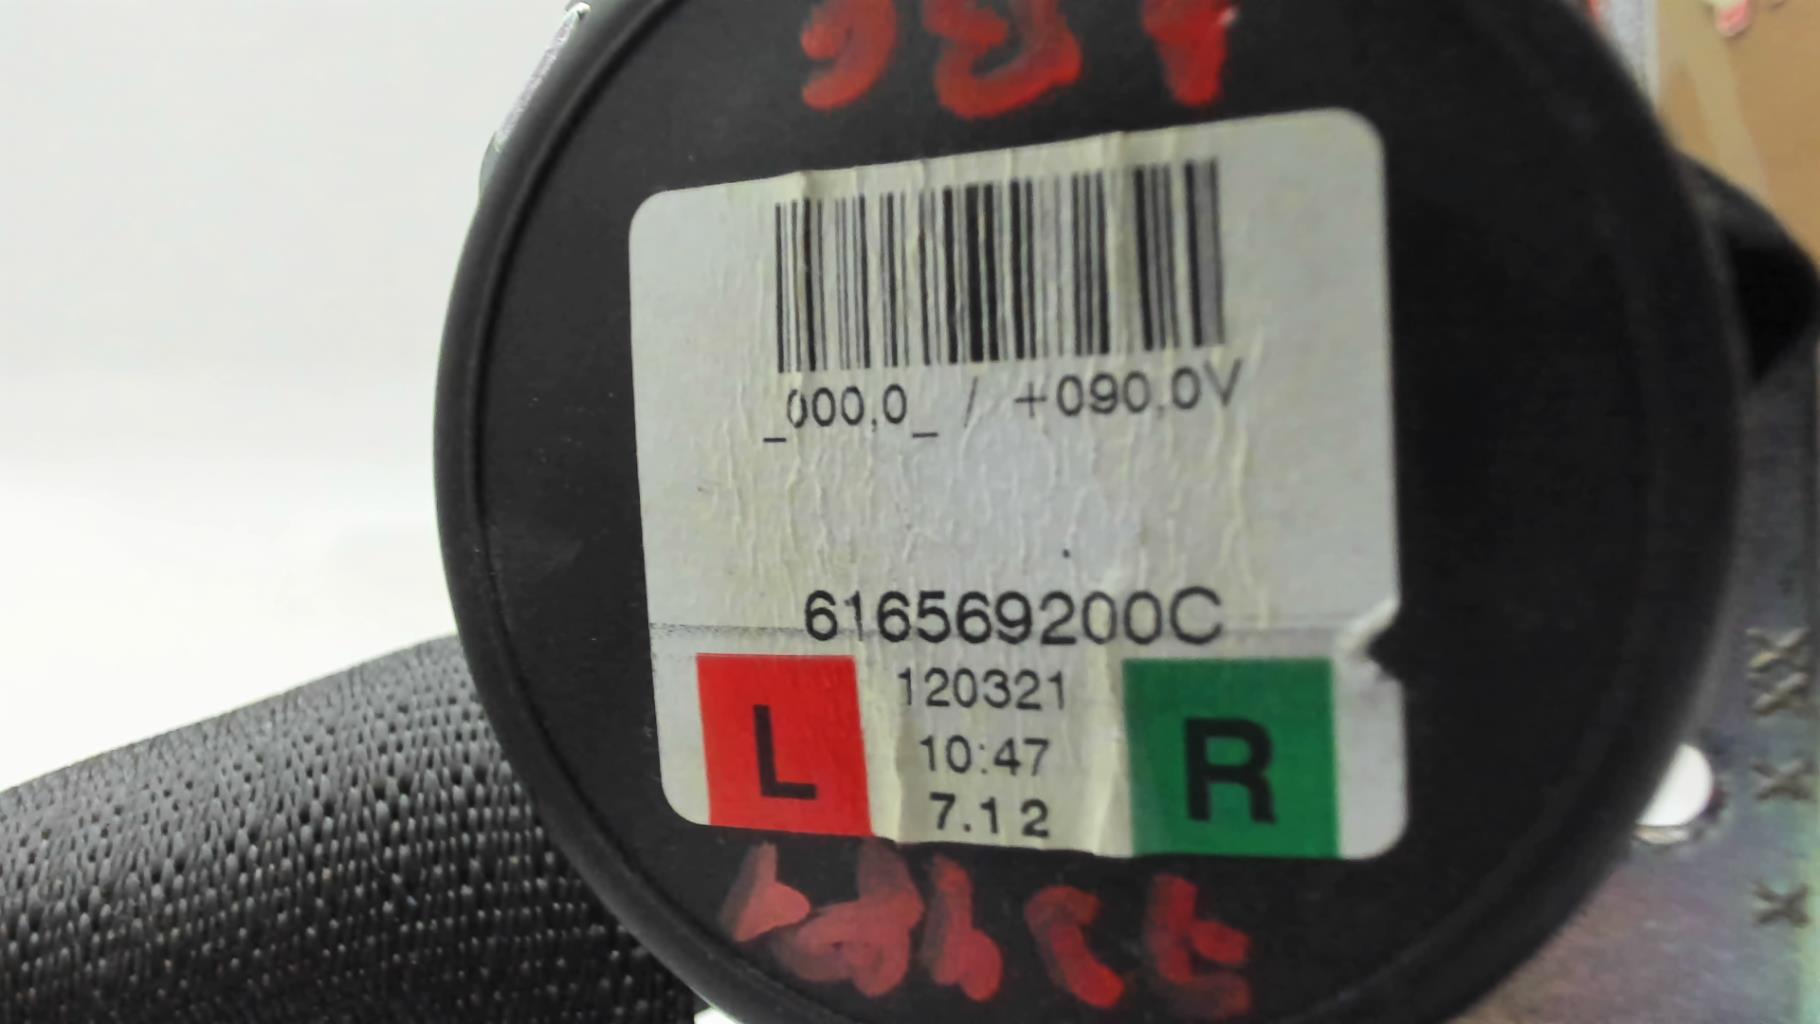 _000,0_ / +090,0V
616569200C
120321
L
10:47
R
7.12